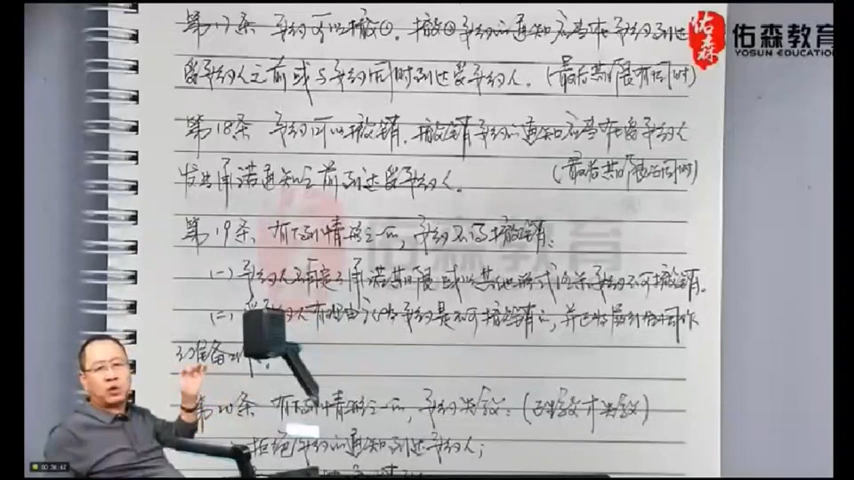 第17条 要约可以撤回。撤回要约的通知应当在要约到达
受要约人之前或与要约同时到达受要约人。(最后期限有同时)
第18条 要约可以撤销。撤销要约的通知应当在受要约人
发出承诺通知之前到达受要约人。(最后期限没同时)
第19条 有下列情形之一的,要约不得撤销:
(一)要约人确定了承诺期限或以其他形式明示要约不可撤销。
(二)受要约人有理由认为要约是不可撤销的,并已为履行合同作
了准备工作。
第20条 有下列情形之一的,要约失效:(
拒绝要约的通知到达要约人;
佑森
佑森教育
YOSUN EDUCATION
佑森教育